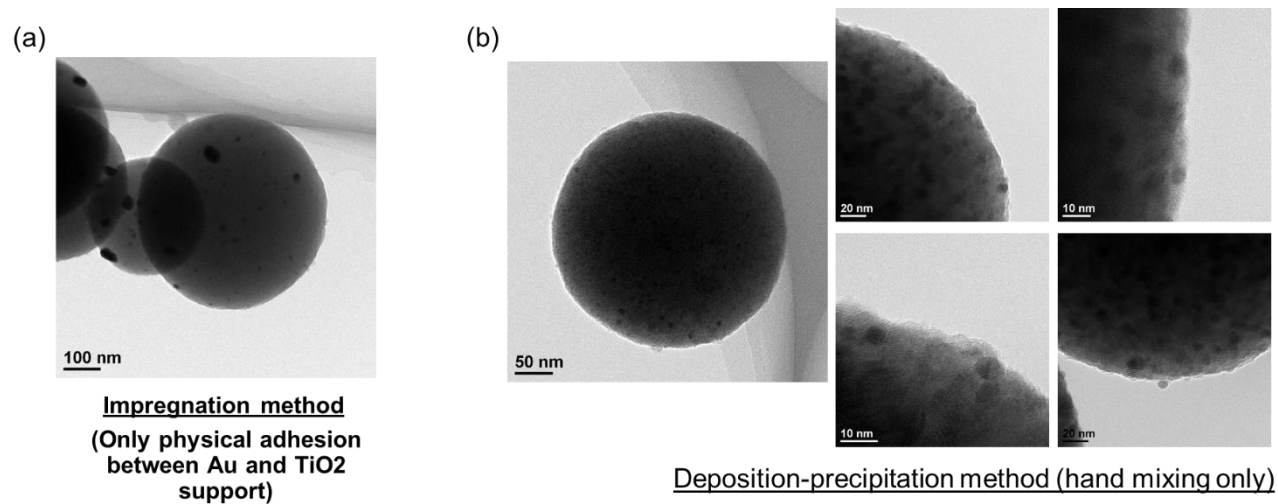 (a)
100 nm
Impregnation method
(Only physical adhesion
between Au and TiO2
support)
(b)
50 nm
20 nm
10 nm
10 nm
20 nm
Deposition-precipitation method (hand mixing only)